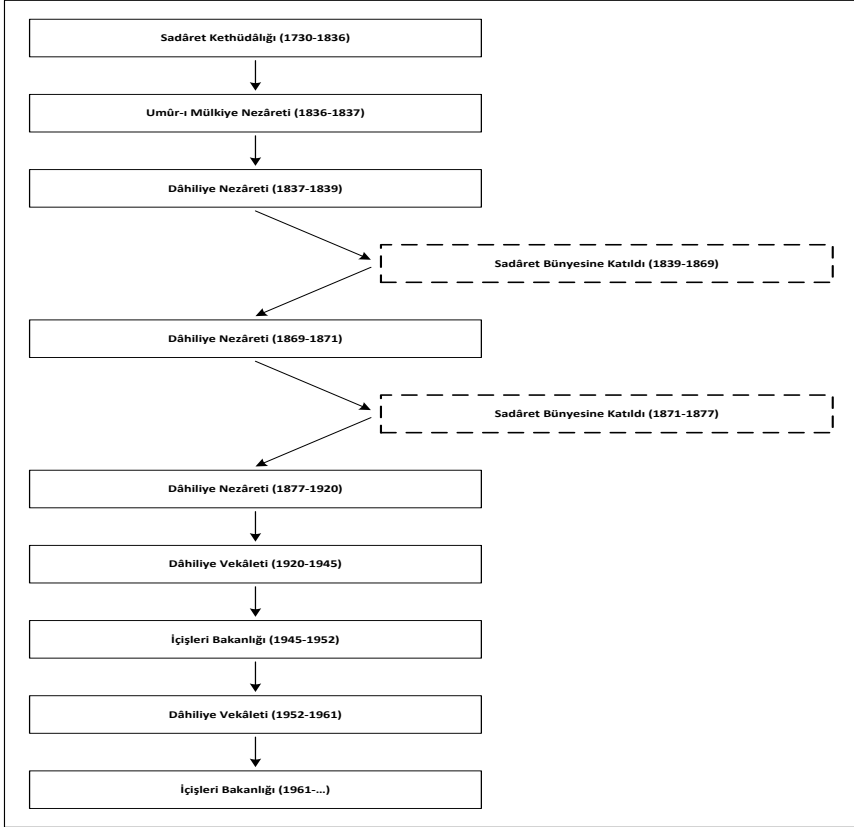 Sadâret Kethüdâlığı (1730-1836)
Umûr-ı Mülkiye Nezâreti (1836-1837)
Dâhiliye Nezâreti (1837-1839)
Sadâret Bünyesine Katıldı (1839-1869)
Dâhiliye Nezâreti (1869-1871)
Sadâret Bünyesine Katıldı (1871-1877)
Dâhiliye Nezâreti (1877-1920)
Dâhiliye Vekâleti (1920-1945)
İçişleri Bakanlığı (1945-1952)
Dâhiliye Vekâleti (1952-1961)
İçişleri Bakanlığı (1961-...)